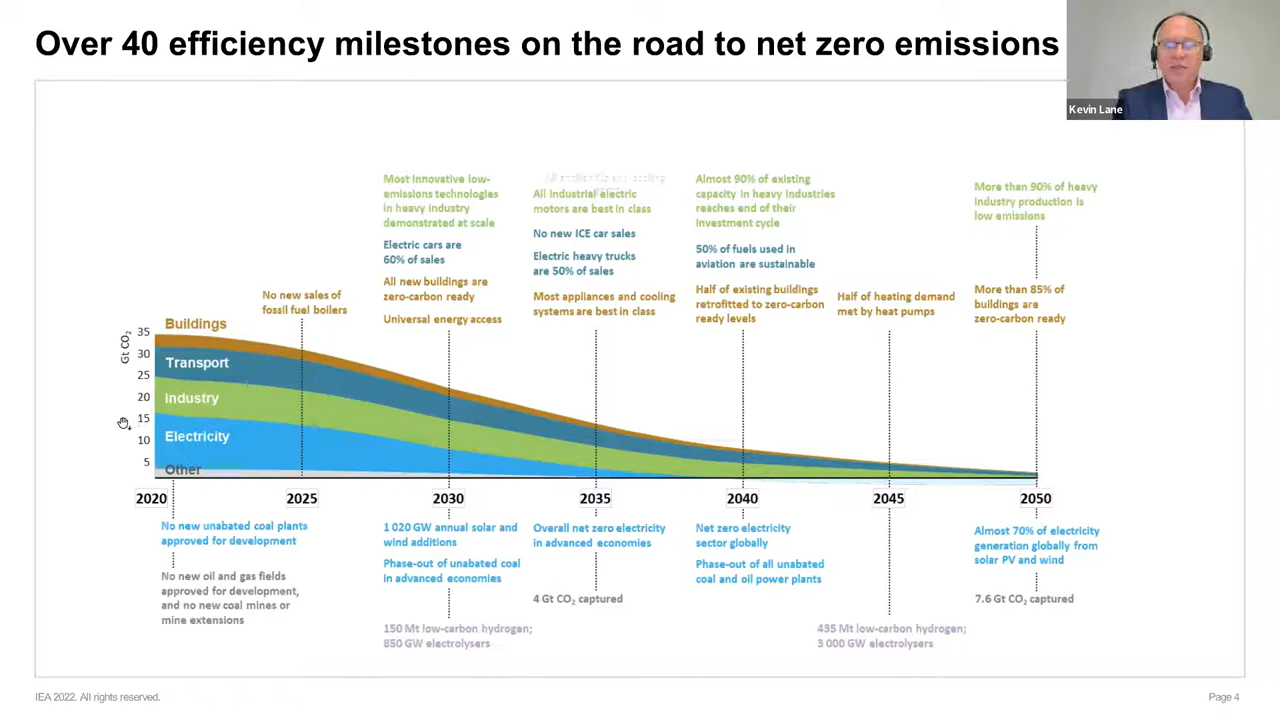 Over 40 efficiency milestones on the road to net zero emissions
Kevin Lane
Most innovative low-
emissions technologies
in heavy industry
demonstrated at scale
Electric cars are
60% of sales
All new buildings are
zero-carbon ready
Universal energy access
All industrial electric
motors are best in class
No new ICE car sales
Electric heavy trucks
are 50% of sales
Most appliances and cooling
systems are best in class
Almost 90% of existing
capacity in heavy industries
reaches end of their
investment cycle
50% of fuels used in
aviation are sustainable
Half of existing buildings
retrofitted to zero-carbon
ready levels
Half of heating demand
met by heat pumps
More than 90% of heavy
industry production is
low emissions
More than 85% of
buildings are
zero-carbon ready
No new sales of
fossil fuel boilers
Gt CO₂
35
30
25
20
15
10
5
Buildings
Transport
Industry
Electricity
Other
2020
2025
2030
2035
2040
2045
2050
No new unabated coal plants
approved for development
No new oil and gas fields
approved for development,
and no new coal mines or
mine extensions
1 020 GW annual solar and
wind additions
Phase-out of unabated coal
in advanced economies
150 Mt low-carbon hydrogen;
850 GW electrolysers
Overall net zero electricity
in advanced economies
4 Gt CO₂ captured
Net zero electricity
sector globally
Phase-out of all unabated
coal and oil power plants
435 Mt low-carbon hydrogen;
3 000 GW electrolysers
Almost 70% of electricity
generation globally from
solar PV and wind
7.6 Gt CO₂ captured
IEA 2022. All rights reserved.
Page 4